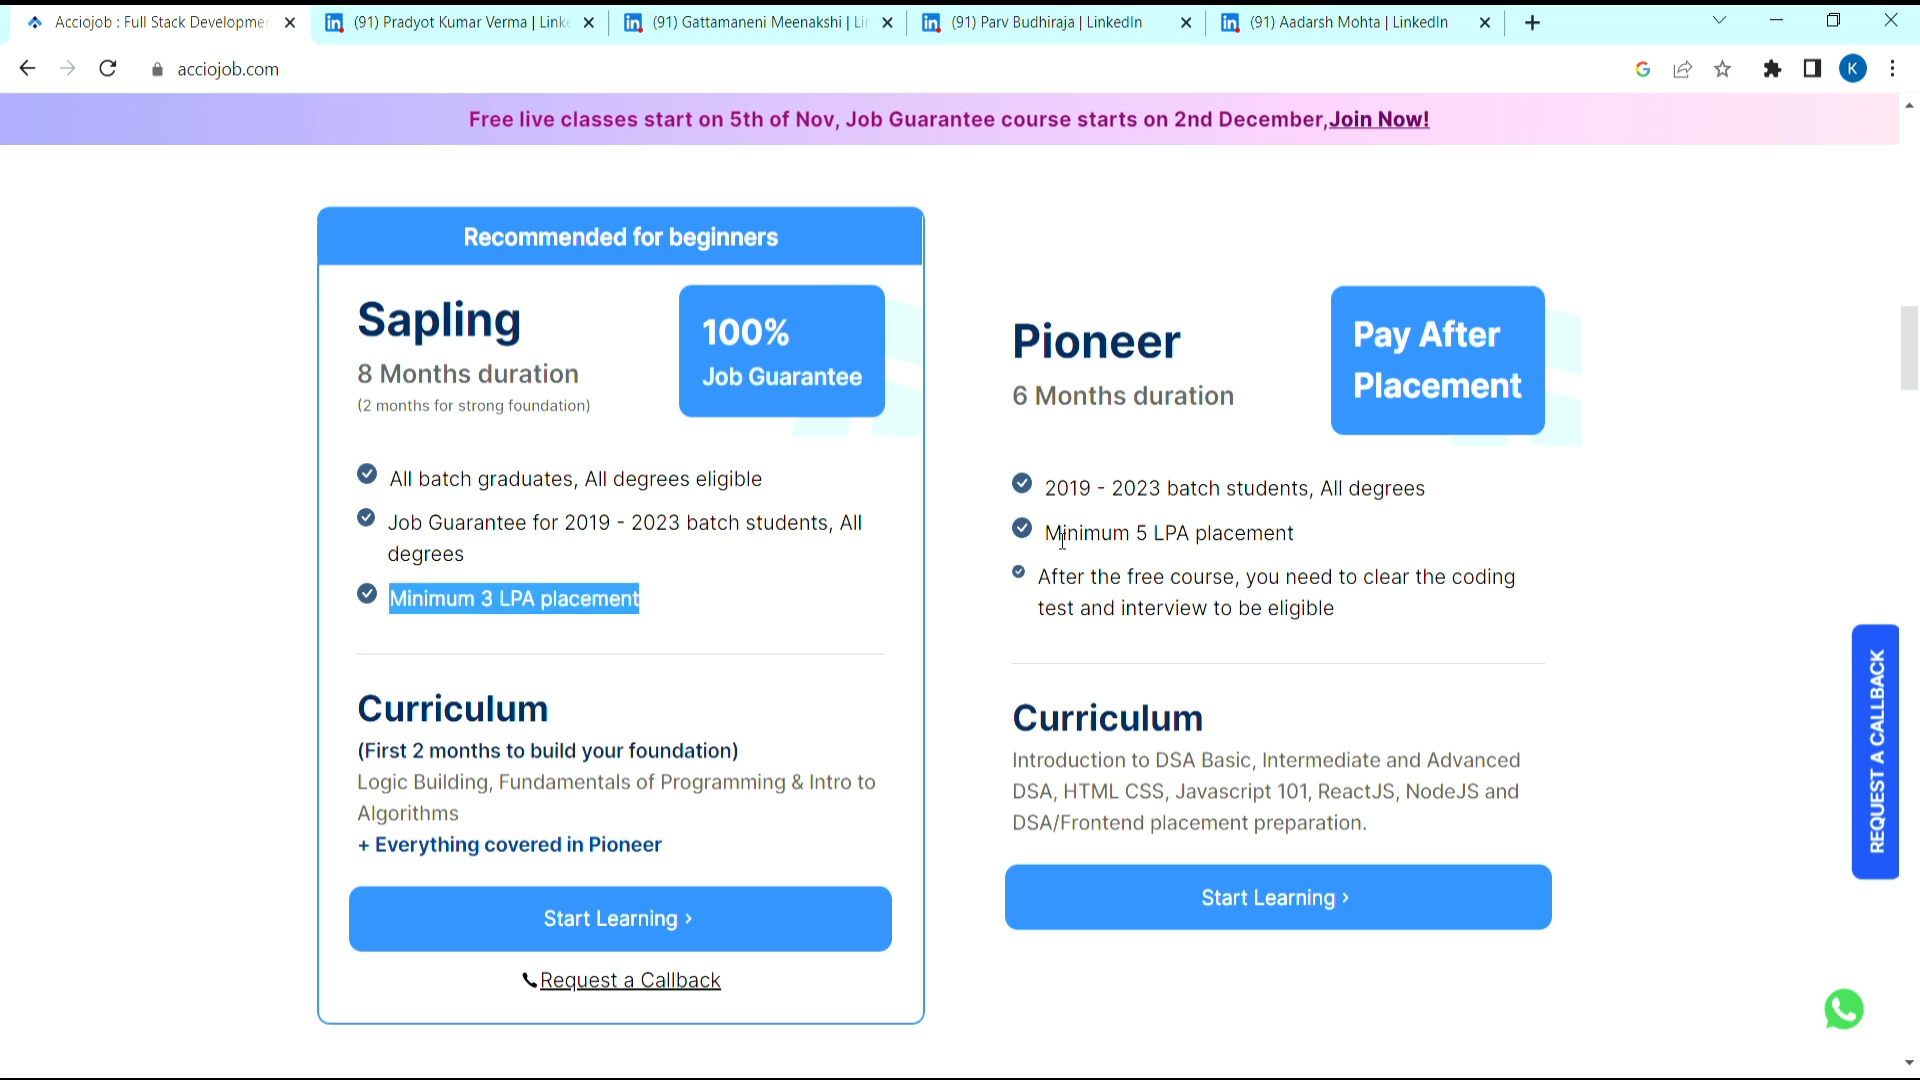 Acciojob : Full Stack Developme
(91) Pradyot Kumar Verma | Linke
(91) Gattamaneni Meenakshi | Lin
(91) Parv Budhiraja | LinkedIn
(91) Aadarsh Mohta | LinkedIn
acciojob.com
K
Free live classes start on 5th of Nov, Job Guarantee course starts on 2nd December,Join Now!
Recommended for beginners
Sapling
8 Months duration
(2 months for strong foundation)
100%
Job Guarantee
All batch graduates, All degrees eligible
Job Guarantee for 2019 - 2023 batch students, All
degrees
Minimum 3 LPA placement
Curriculum
(First 2 months to build your foundation)
Logic Building, Fundamentals of Programming & Intro to
Algorithms
+ Everything covered in Pioneer
Start Learning ›
Request a Callback
Pioneer
6 Months duration
Pay After
Placement
2019 - 2023 batch students, All degrees
Minimum 5 LPA placement
After the free course, you need to clear the coding
test and interview to be eligible
Curriculum
Introduction to DSA Basic, Intermediate and Advanced
DSA, HTML CSS, Javascript 101, ReactJS, NodeJS and
DSA/Frontend placement preparation.
Start Learning ›
REQUEST A CALLBACK